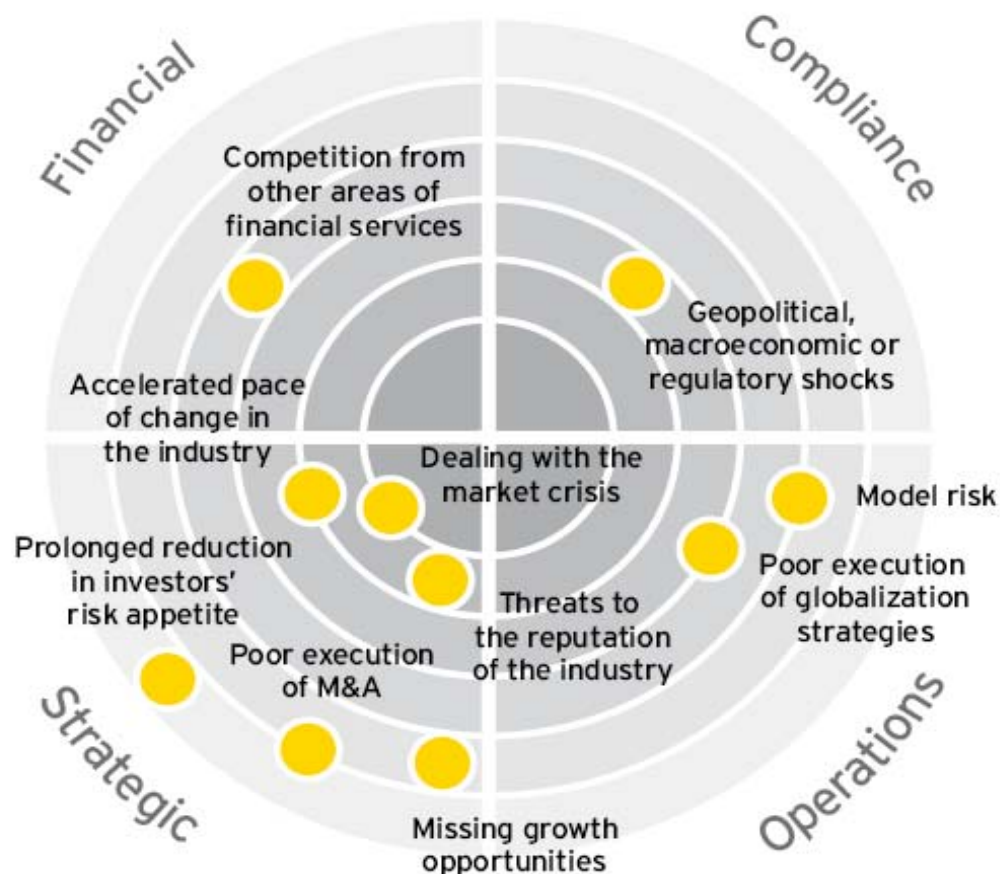 Financial
Compliance
Competition from
other areas of
financial services
Geopolitical,
macroeconomic or
regulatory shocks
Accelerated pace
of change in
the industry
Dealing with the
market crisis
Model risk
Prolonged reduction
in investors'
risk appetite
Poor execution
of globalization
strategies
Threats to
the reputation
of the industry
Poor execution
of M&A
Strategic
Operations
Missing growth
opportunities